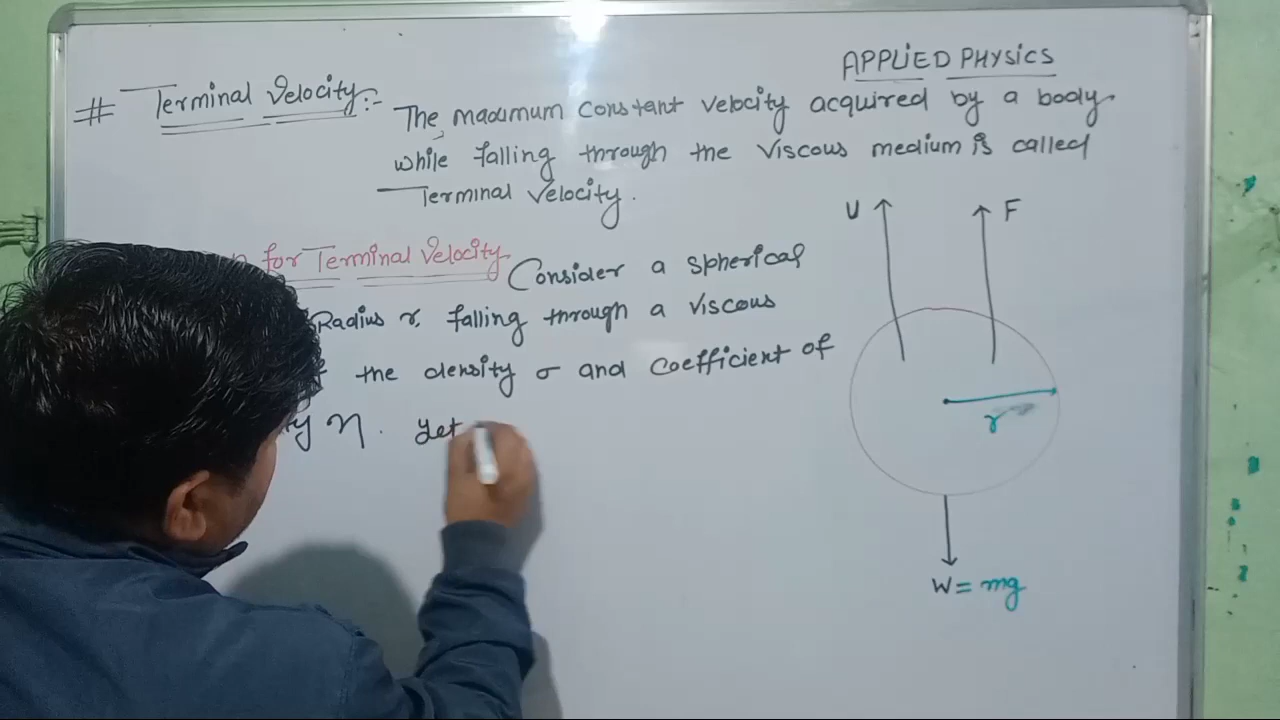 APPLiED PHYSiCS
# Terminal Velocity :- The maximum constant velocity acquired by a body
while falling through the viscous medium is called
Terminal Velocity.
U F
for Terminal Velocity Consider a spherical
Radius r, falling through a viscous
the density σ and coefficient of
η. Let
r
W = mg